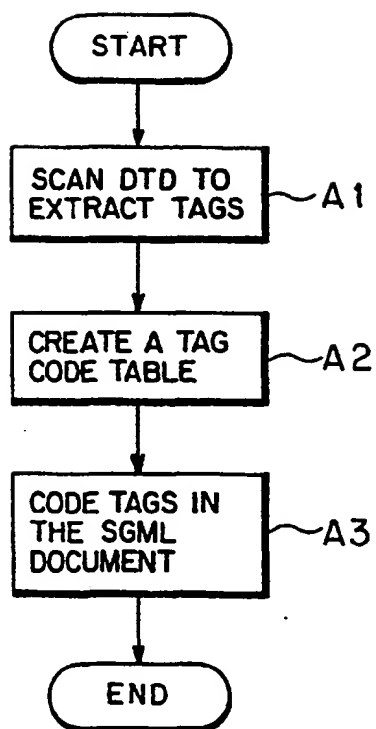 START
SCAN DTD TO
EXTRACT TAGS
A1
CREATE A TAG
CODE TABLE
A2
CODE TAGS IN
THE SGML
DOCUMENT
A3
END